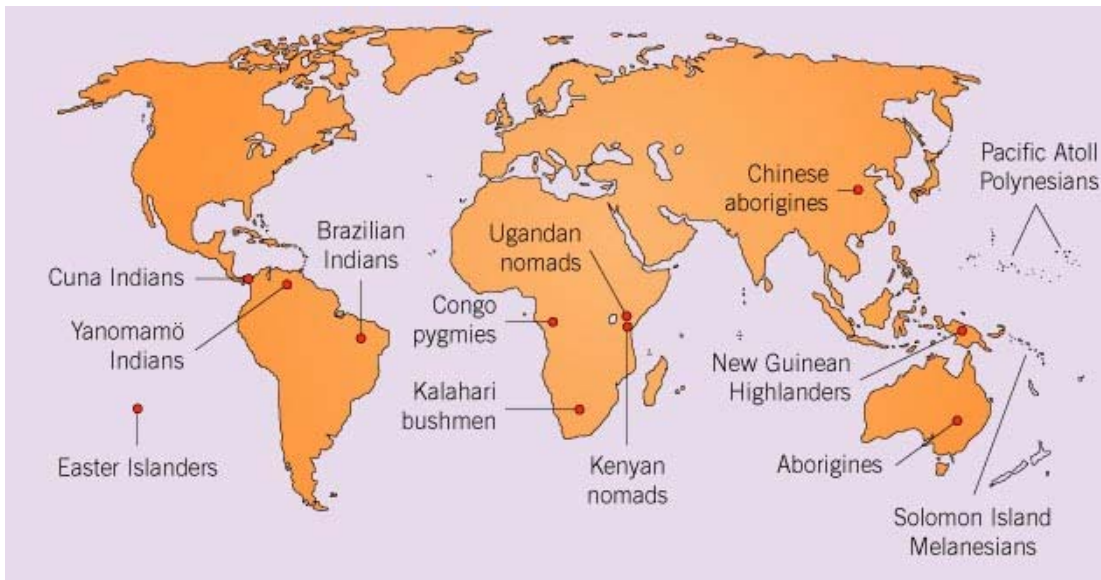 Pacific Atoll
Polynesians
Chinese
aborigines
Brazilian
Indians
Ugandan
nomads
Cuna Indians
Congo
pygmies
Yanomamö
Indians
New Guinean
Highlanders
Kalahari
bushmen
Easter Islanders
Kenyan
nomads
Aborigines
Solomon Island
Melanesians